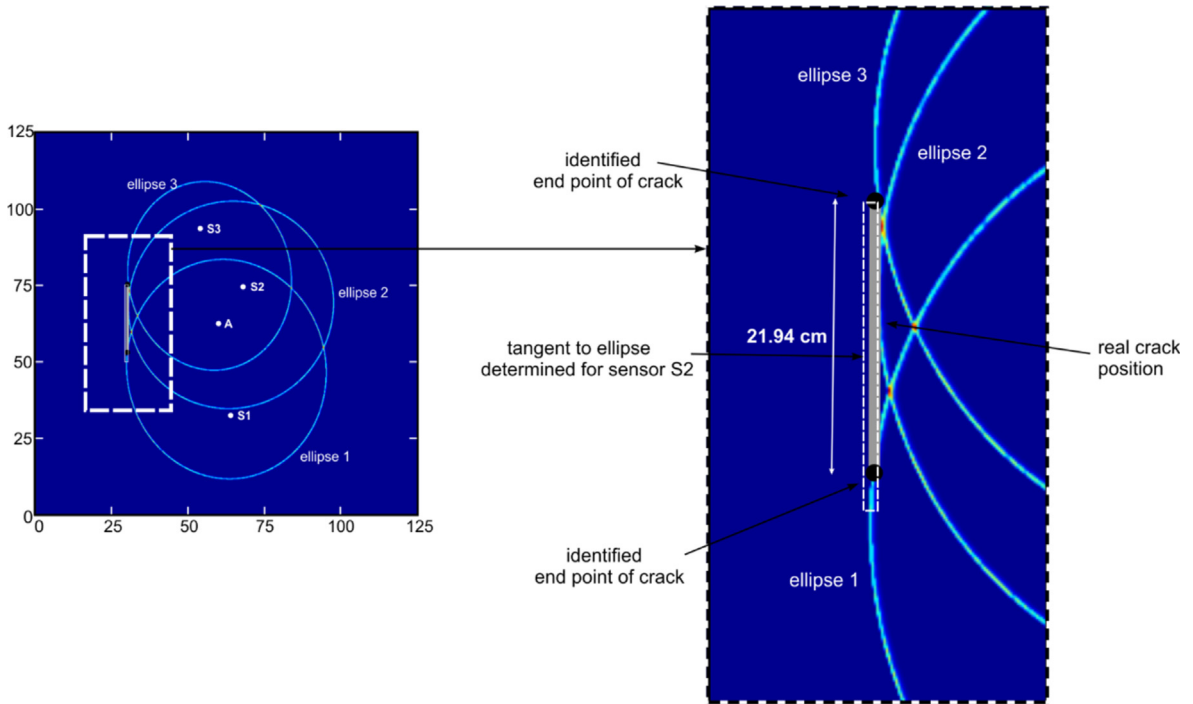 125
100
75
50
25
0
0
25
50
75
100
125
ellipse 3
S3
S2
ellipse 2
A
S1
ellipse 1
identified
end point of crack
tangent to ellipse
determined for sensor S2
identified
end point of crack
ellipse 3
ellipse 2
21.94 cm
ellipse 1
real crack
position